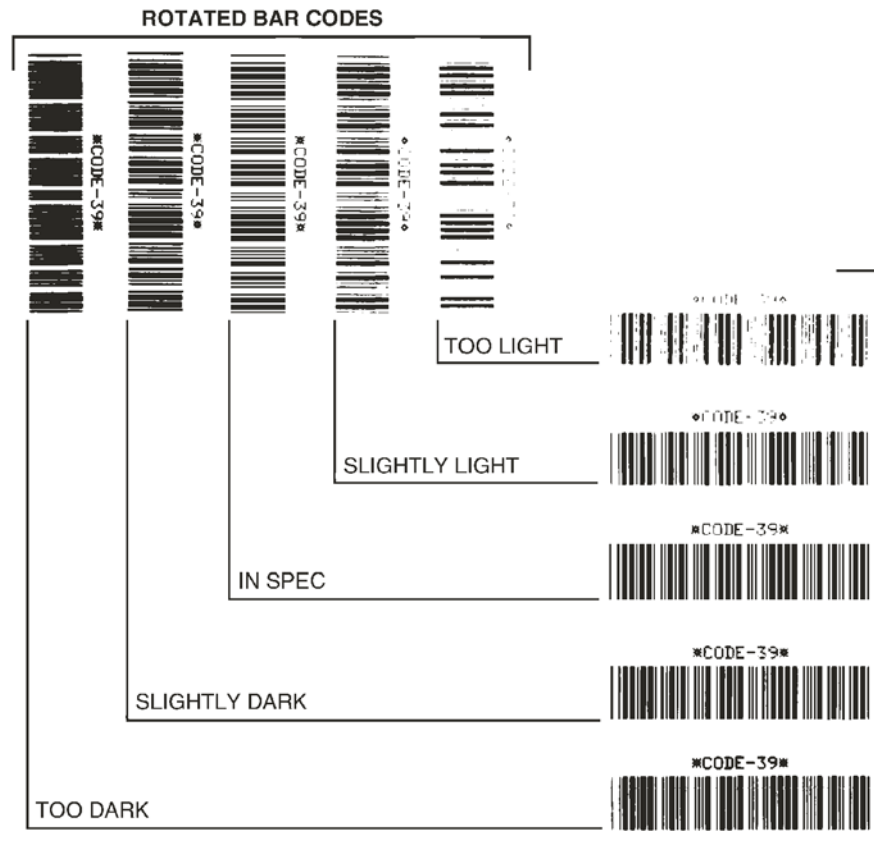 ROTATED BAR CODES
*CODE-39*
*CODE-39*
*CODE-39*
TOO LIGHT
SLIGHTLY LIGHT
IN SPEC
*CODE-39*
SLIGHTLY DARK
*CODE-39*
TOO DARK
*CODE-39*